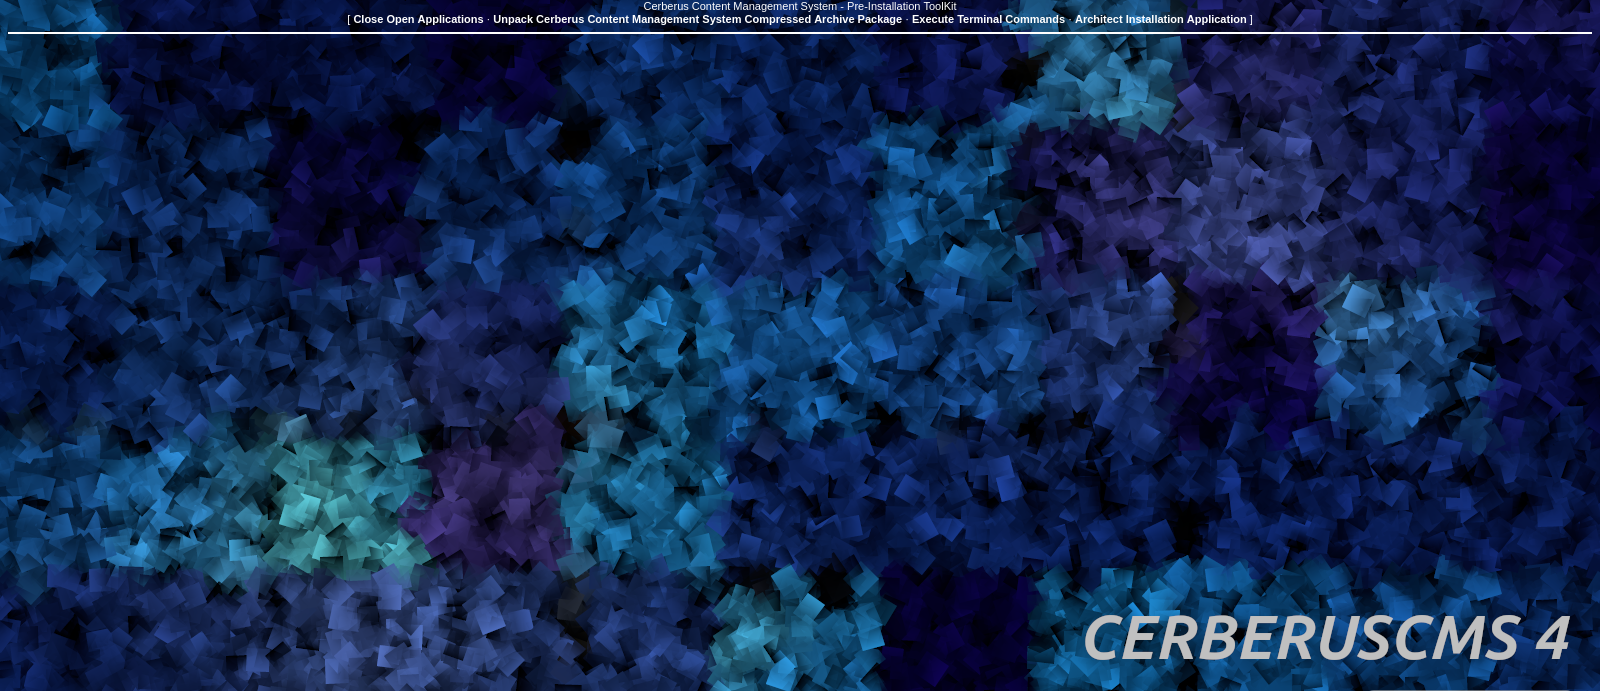 Cerberus Content Management System - Pre-Installation ToolKit
[ Close Open Applications · Unpack Cerberus Content Management System Compressed Archive Package · Execute Terminal Commands · Architect Installation Application ]
CERBERUSCMS 4